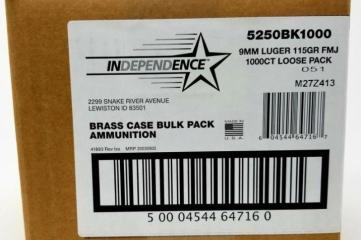 INDEPENDENCE
5250BK1000
9MM LUGER 115GR FMJ
1000CT LOOSE PACK
051
M27Z413
2299 SNAKE RIVER AVENUE
LEWISTON ID 83501
BRASS CASE BULK PACK
AMMUNITION
MADE IN
U.S.A.
5 00 04544 64716 0